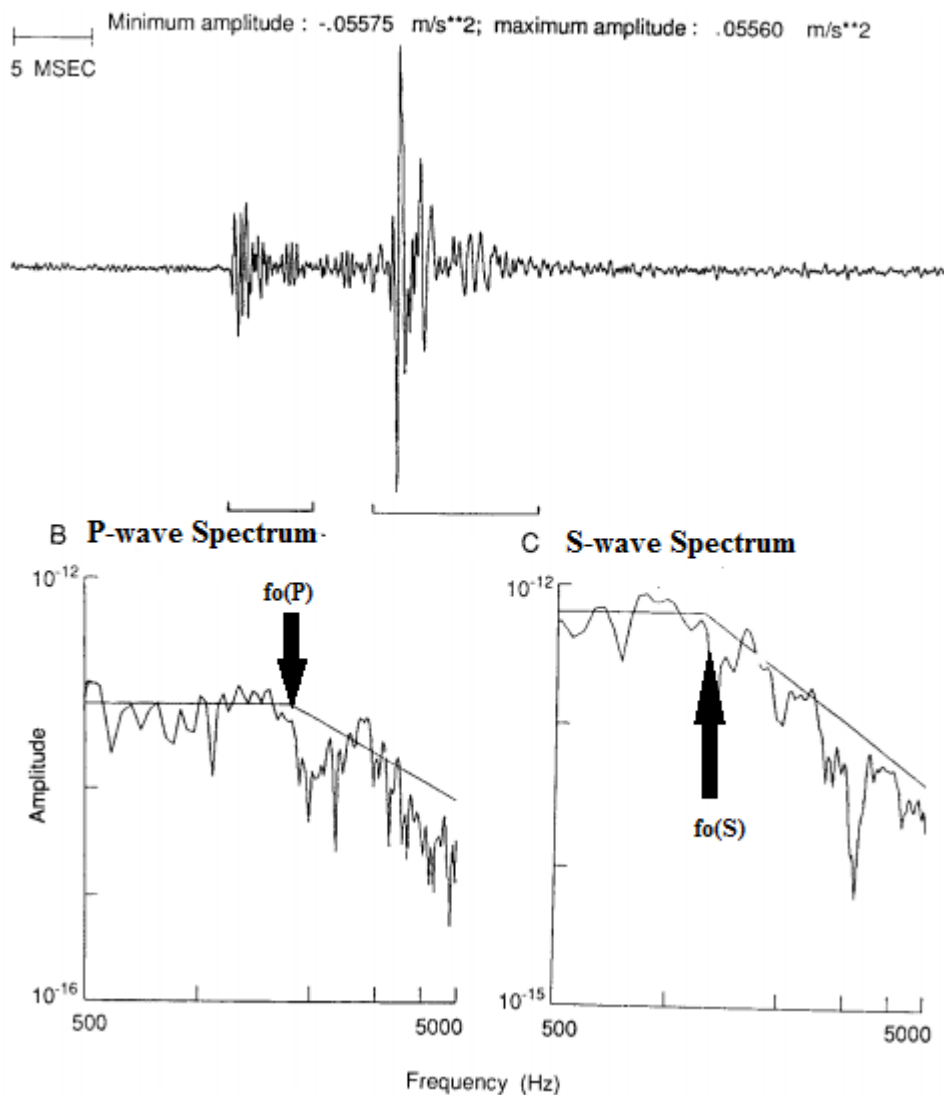 Minimum amplitude : -.05575 m/s**2; maximum amplitude : .05560 m/s**2
5 MSEC
B P-wave Spectrum
C S-wave Spectrum
10-12
fo(P)
10-12
Amplitude
fo(S)
10-16
10-15
500
5000
500
5000
Frequency (Hz)